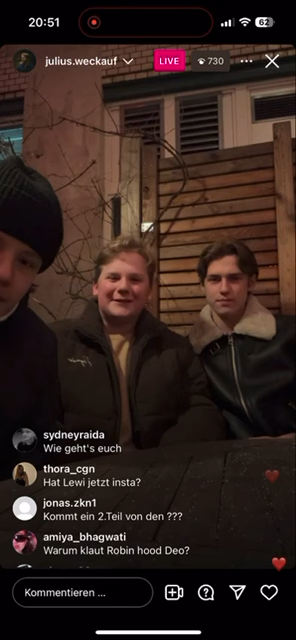 20:51
62
julius.weckauf
LIVE
730
sydneyraida
Wie geht's euch
thora_cgn
Hat Lewi jetzt insta?
jonas.zkn1
Kommt ein 2.Teil von den ???
amiya_bhagwati
Warum klaut Robin hood Deo?
Kommentieren ...